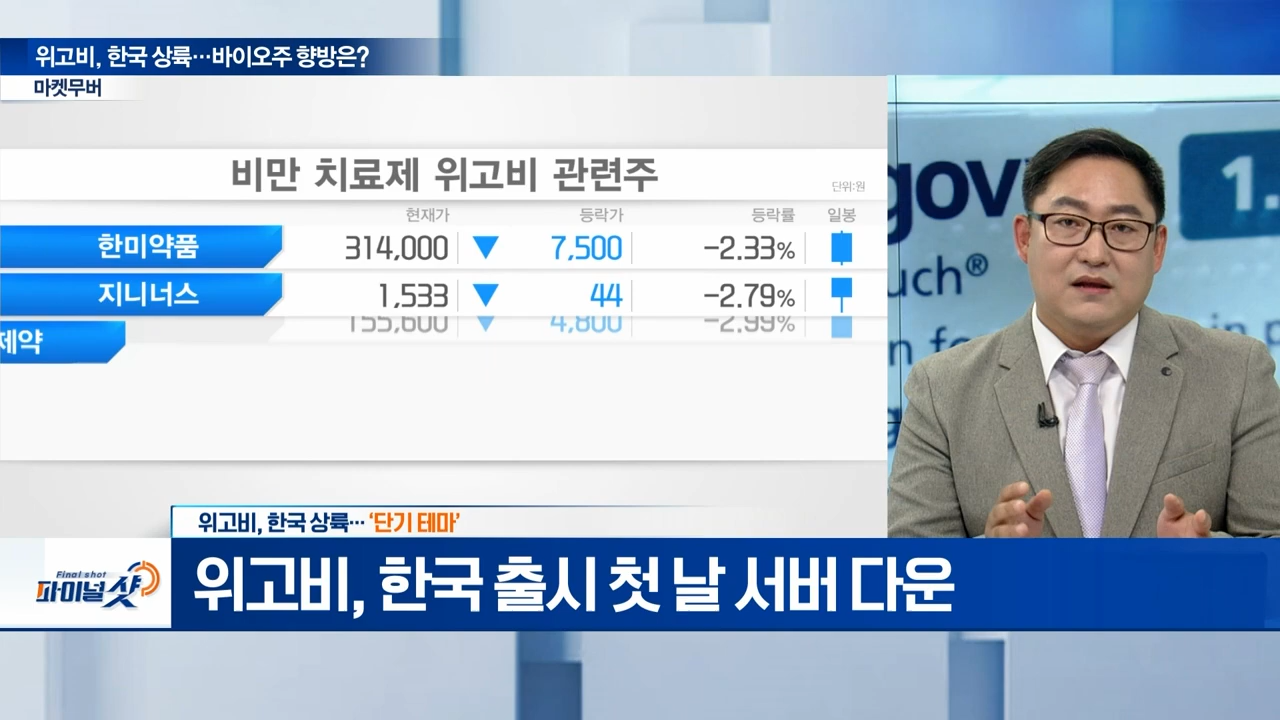 위고비, 한국 상륙…바이오주 향방은?
마켓무버
비만 치료제 위고비 관련주
단위:원
현재가 등락가 등락률 일봉
한미약품 314,000 ▼ 7,500 -2.33%
지니너스 1,533 ▼ 44 -2.79%
제약 155,600 ▼ 4,800 -2.99%
gov
1.
uch®
n fo
in p
위고비, 한국 상륙… ‘단기 테마’
Final shot
파이널샷
위고비, 한국 출시 첫 날 서버 다운